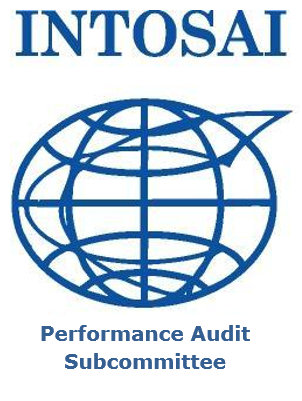 INTOSAI
Performance Audit
Subcommittee